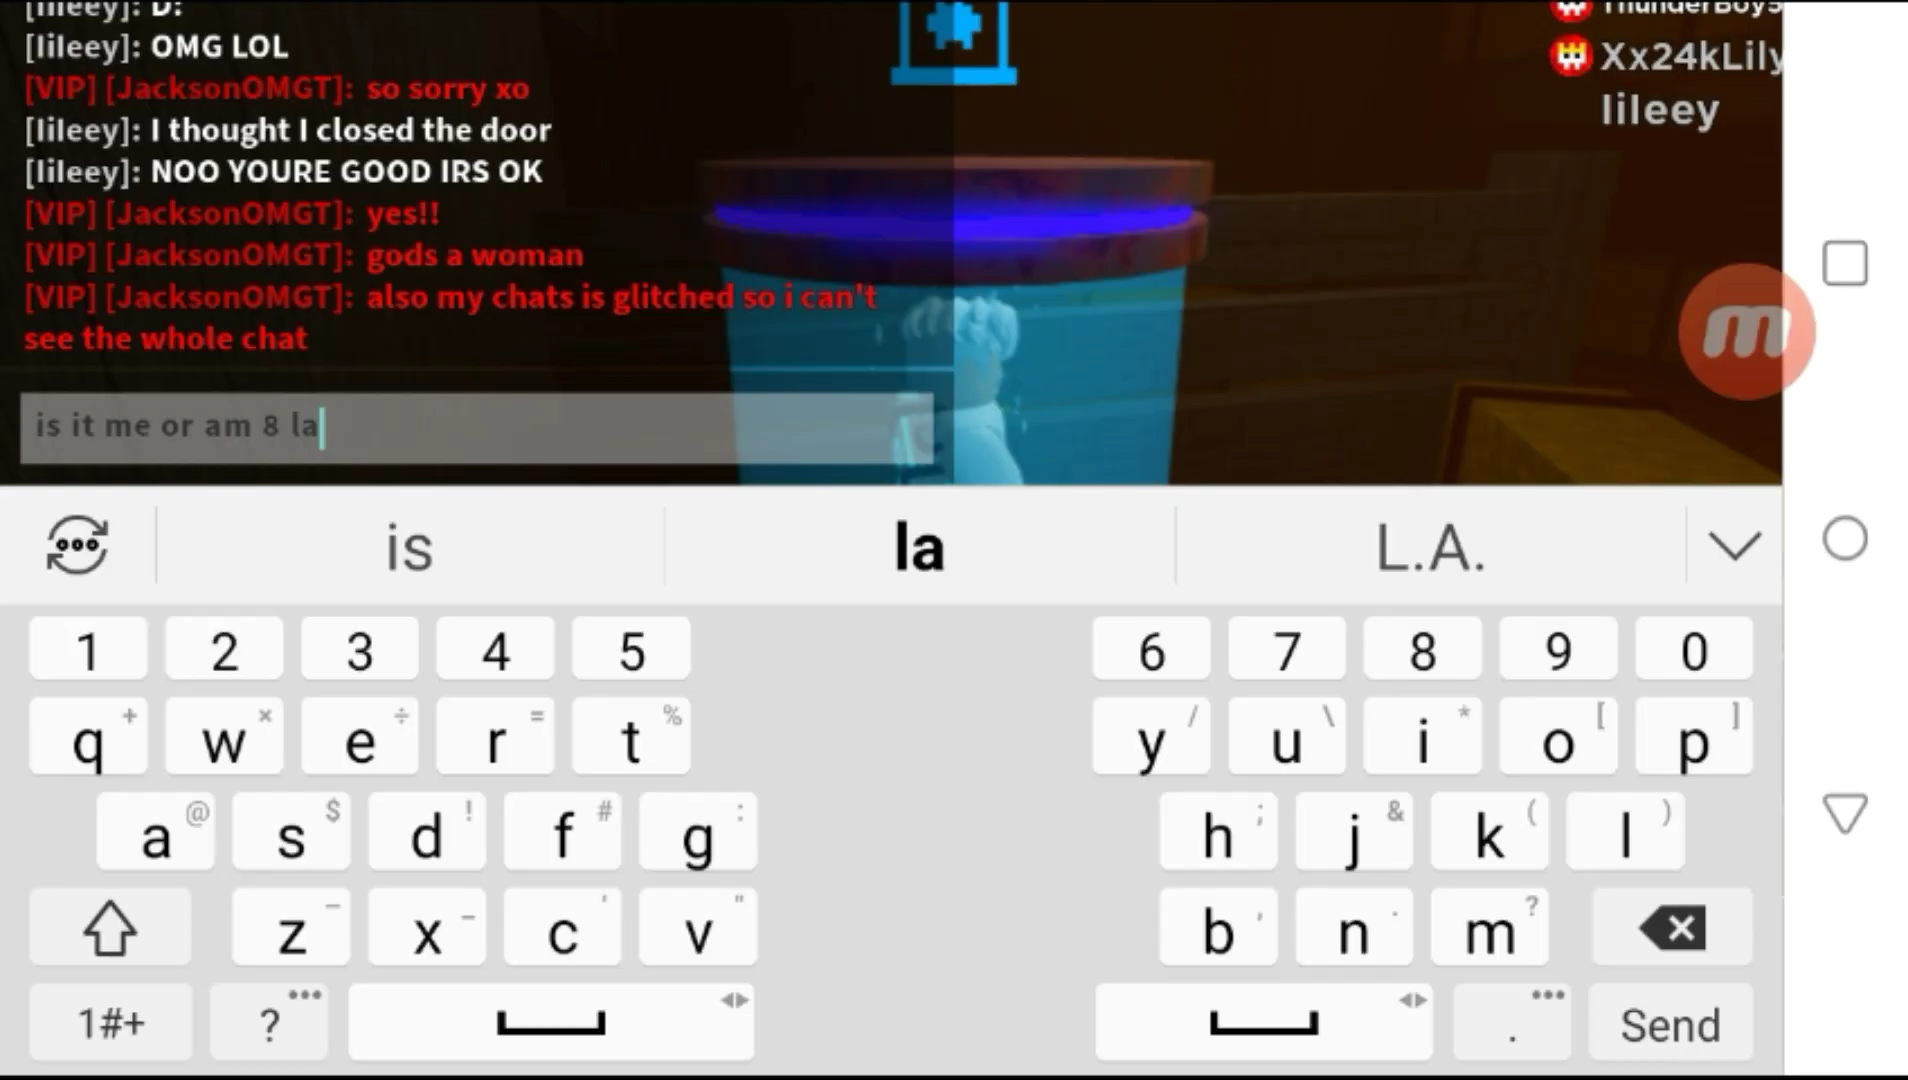 [lileey]: D:
[lileey]: OMG LOL
[VIP] [JacksonOMGT]: so sorry xo
[lileey]: I thought I closed the door
[lileey]: NOO YOURE GOOD IRS OK
[VIP] [JacksonOMGT]: yes!!
[VIP] [JacksonOMGT]: gods a woman
[VIP] [JacksonOMGT]: also my chats is glitched so i can't
see the whole chat
is it me or am 8 la
ThunderBoy5
Xx24kLily
lileey
m
is la L.A.
1 2 3 4 5 6 7 8 9 0
q + w × e ÷ r = t % y / u \ i * o [ p ]
a @ s $ d ! f # g : h ; j & k ( l )
z – x - c ' v " b , n . m ?
1#+ ? ••• . ••• Send